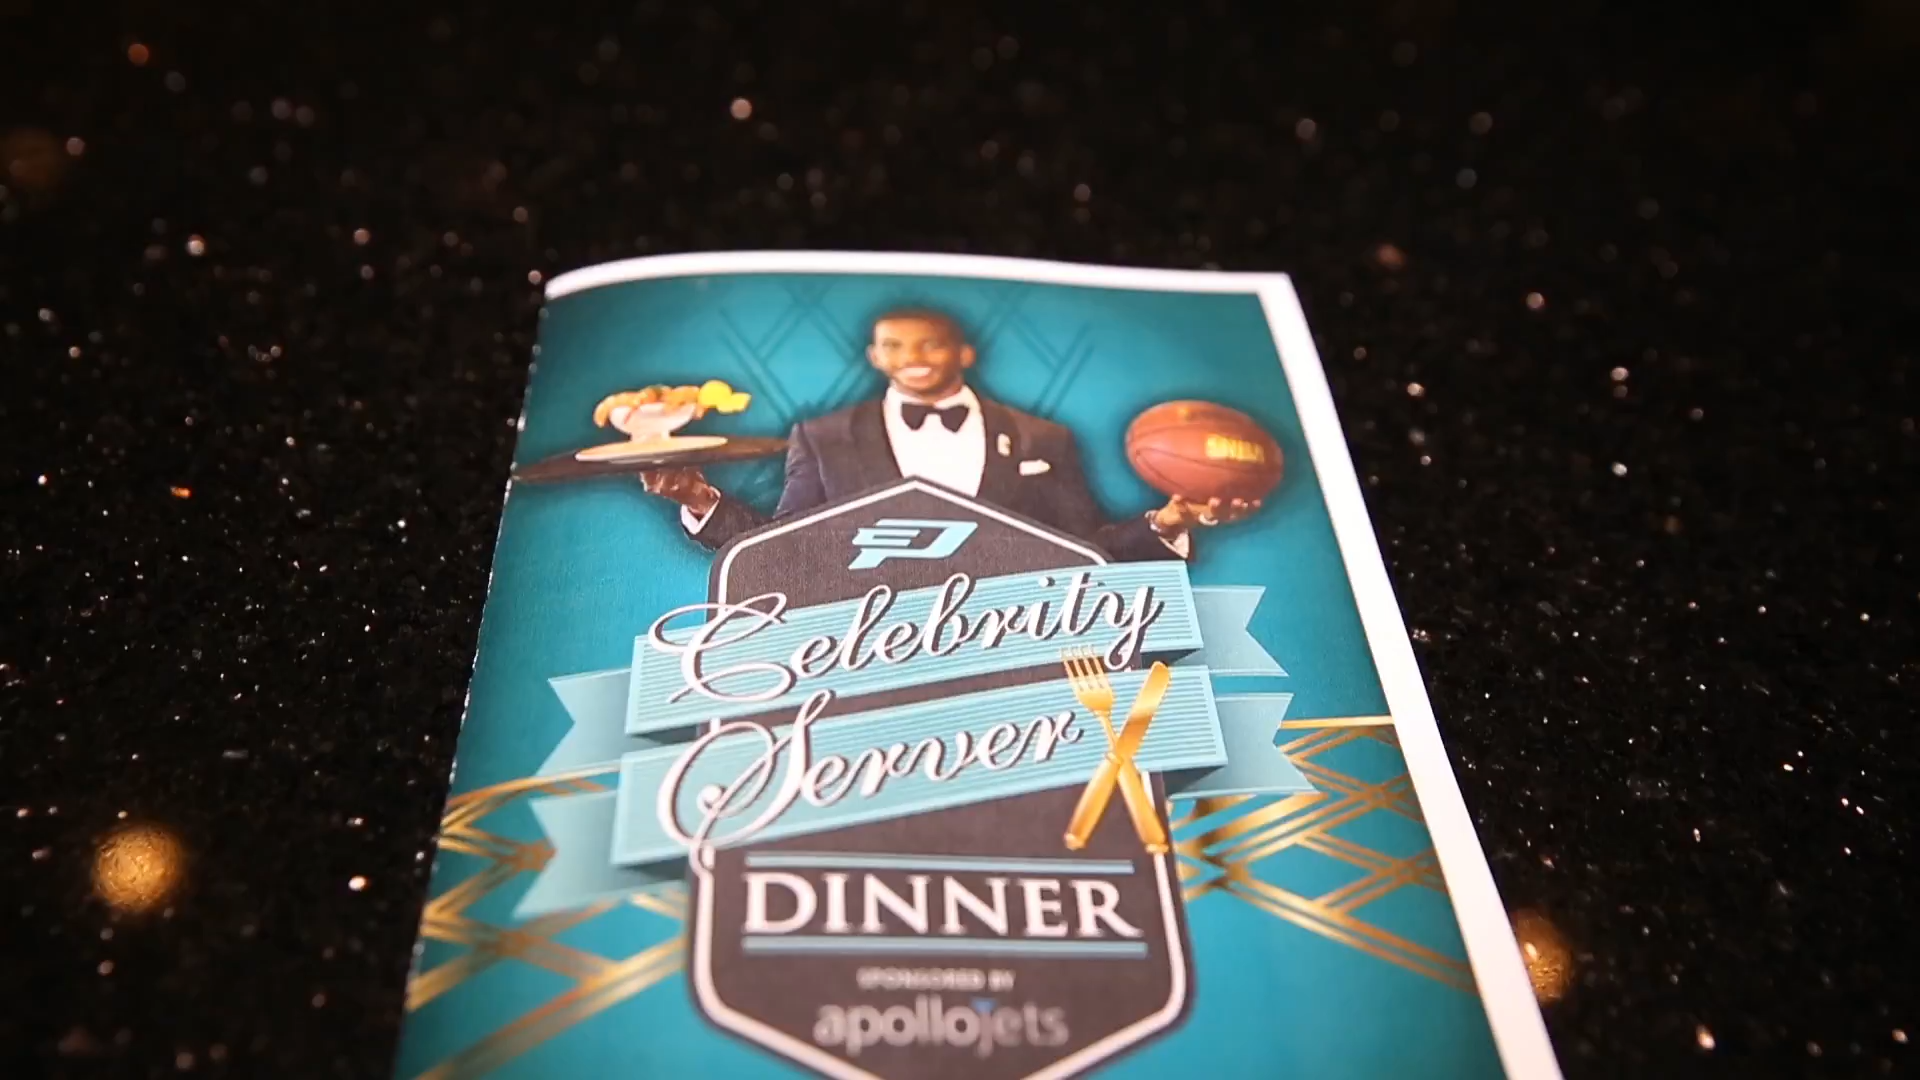 Celebrity
Server
DINNER
SPONSORED BY
apollojets